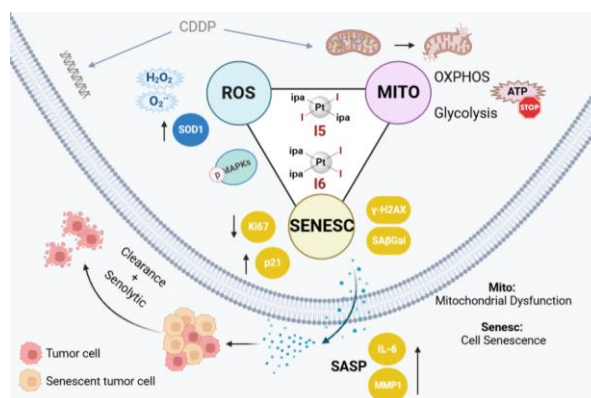 CDDP
H₂O₂
O₂⁻
SOD1
ROS
MITO
OXPHOS
Glycolysis
ATP
STOP
ipa
Pt
I
I
ipa
I5
ipa
Pt
I
ipa
I
I6
p
MAPKs
SENESC
Ki67
p21
γ-H2AX
SAβGal
Clearance
+
Senolytic
Mito:
Mitochondrial Dysfunction
Senesc:
Cell Senescence
SASP
IL-6
MMP1
Tumor cell
Senescent tumor cell